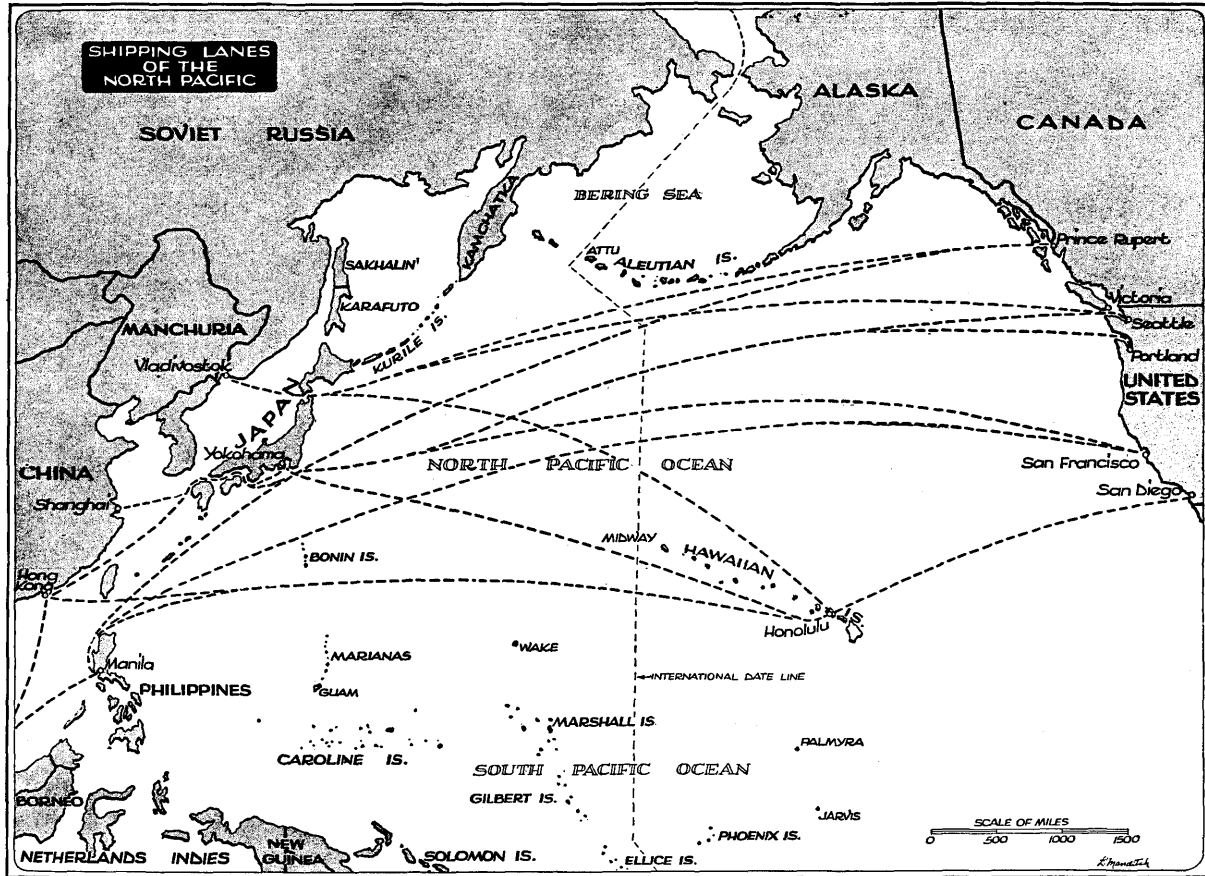 SHIPPING LANES
OF THE
NORTH PACIFIC
SOVIET RUSSIA
ALASKA
CANADA
BERING SEA
KAMCHATKA
ATTU
ALEUTIAN IS.
Prince Rupert
SAKHALIN'
KARAFUTO
KURILE IS.
MANCHURIA
Vladivostok
Victoria
Seattle
Portland
UNITED
STATES
JAPAN
Yokohama
CHINA
Shanghai
NORTH PACIFIC OCEAN
San Francisco
San Diego
MIDWAY
HAWAIIAN IS.
BONIN IS.
Hong
Kong
Honolulu
WAKE
MARIANAS
Manila
PHILIPPINES
GUAM
INTERNATIONAL DATE LINE
MARSHALL IS.
PALMYRA
CAROLINE IS.
SOUTH PACIFIC OCEAN
BORNEO
GILBERT IS.
JARVIS
SCALE OF MILES
0 500 1000 1500
PHOENIX IS.
NETHERLANDS INDIES
NEW
GUINEA
SOLOMON IS.
ELLICE IS.